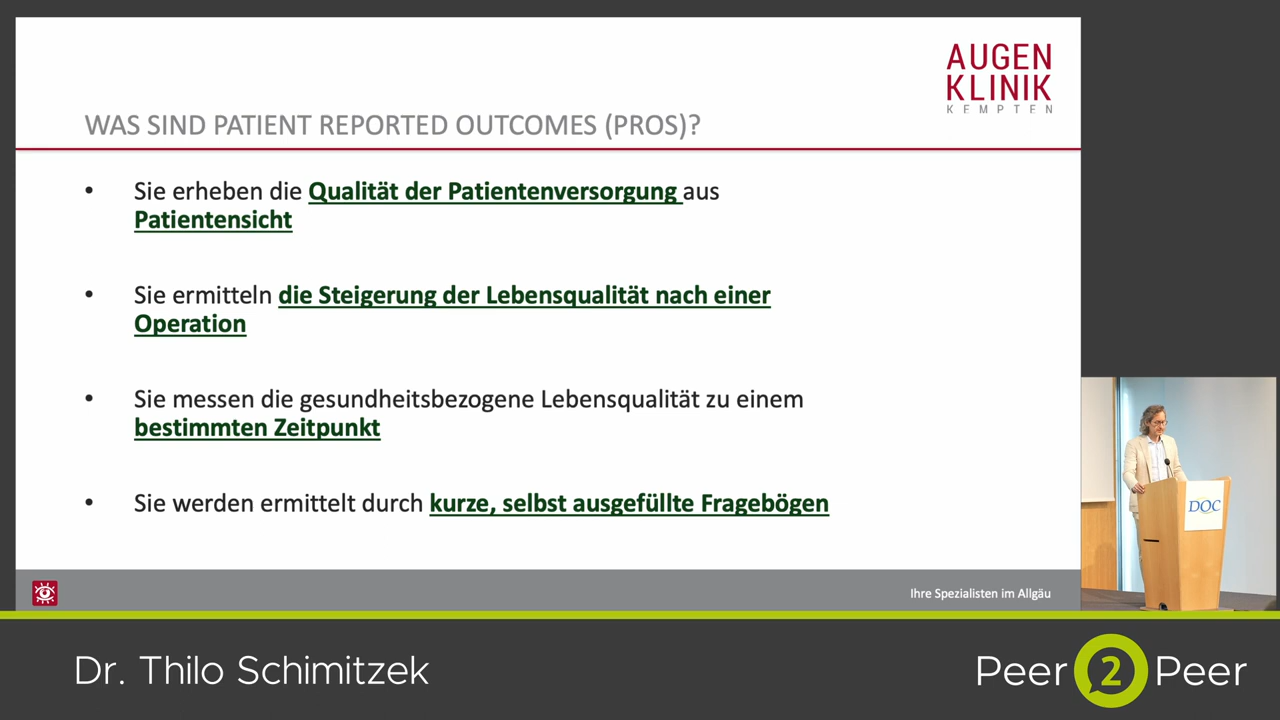 AUGEN
KLINIK
KEMPTEN
WAS SIND PATIENT REPORTED OUTCOMES (PROS)?
• Sie erheben die Qualität der Patientenversorgung aus
Patientensicht
• Sie ermitteln die Steigerung der Lebensqualität nach einer
Operation
• Sie messen die gesundheitsbezogene Lebensqualität zu einem
bestimmten Zeitpunkt
• Sie werden ermittelt durch kurze, selbst ausgefüllte Fragebögen
DOC
Ihre Spezialisten im Allgäu
Dr. Thilo Schimitzek
Peer 2 Peer